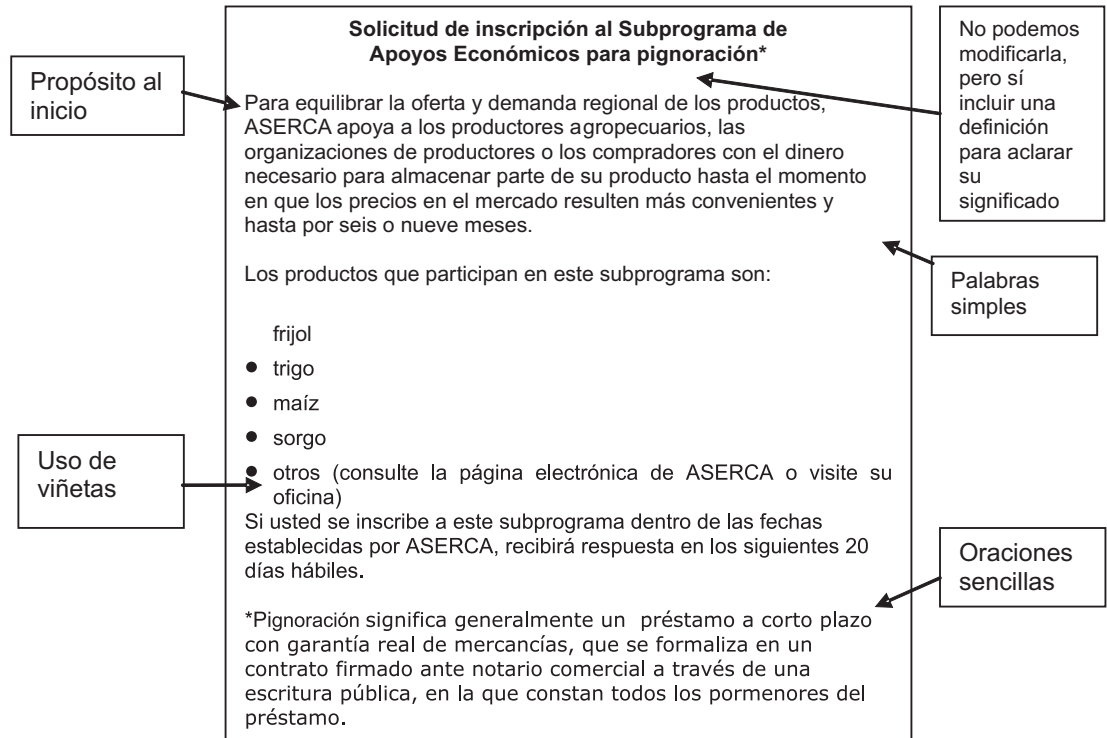 Solicitud de inscripción al Subprograma de
Apoyos Económicos para pignoración*
No podemos
modificarla,
pero sí
incluir una
definición
para aclarar
su
significado
Propósito al
inicio
Para equilibrar la oferta y demanda regional de los productos,
ASERCA apoya a los productores agropecuarios, las
organizaciones de productores o los compradores con el dinero
necesario para almacenar parte de su producto hasta el momento
en que los precios en el mercado resulten más convenientes y
hasta por seis o nueve meses.
Palabras
simples
Los productos que participan en este subprograma son:
frijol
● trigo
● maíz
● sorgo
● otros (consulte la página electrónica de ASERCA o visite su
oficina)
Uso de
viñetas
Si usted se inscribe a este subprograma dentro de las fechas
establecidas por ASERCA, recibirá respuesta en los siguientes 20
días hábiles.
Oraciones
sencillas
*Pignoración significa generalmente un préstamo a corto plazo
con garantía real de mercancías, que se formaliza en un
contrato firmado ante notario comercial a través de una
escritura pública, en la que constan todos los pormenores del
préstamo.